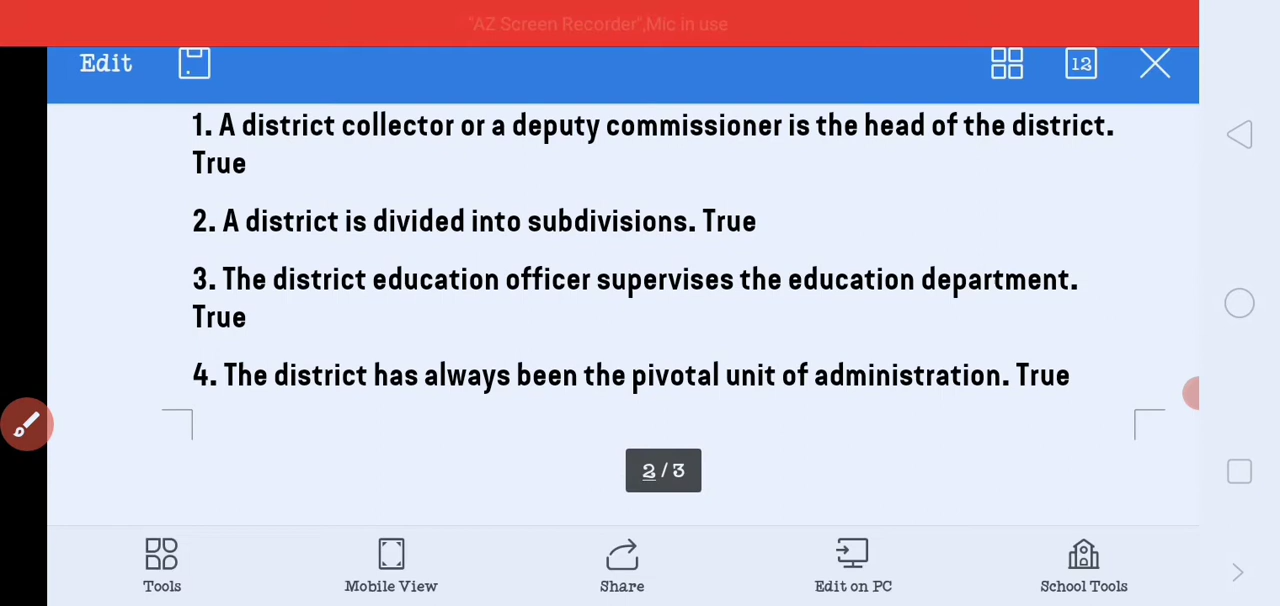 "AZ Screen Recorder",Mic in use
Edit
12
1. A district collector or a deputy commissioner is the head of the district.
True
2. A district is divided into subdivisions. True
3. The district education officer supervises the education department.
True
4. The district has always been the pivotal unit of administration. True
2 / 3
Tools
Mobile View
Share
Edit on PC
School Tools